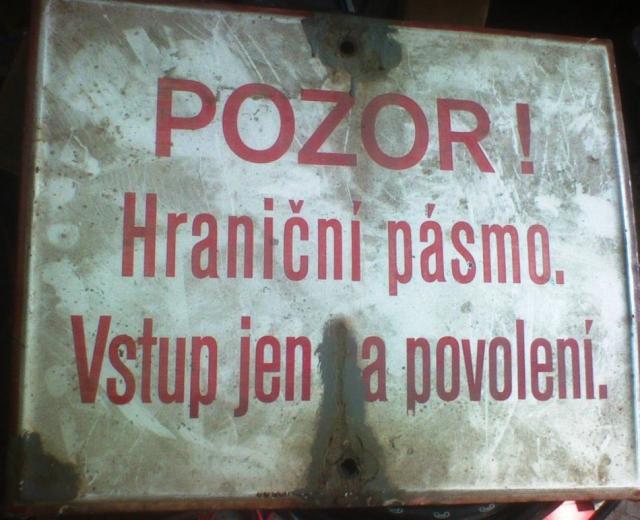 POZOR!
Hraniční pásmo.
Vstup jen a povolení.